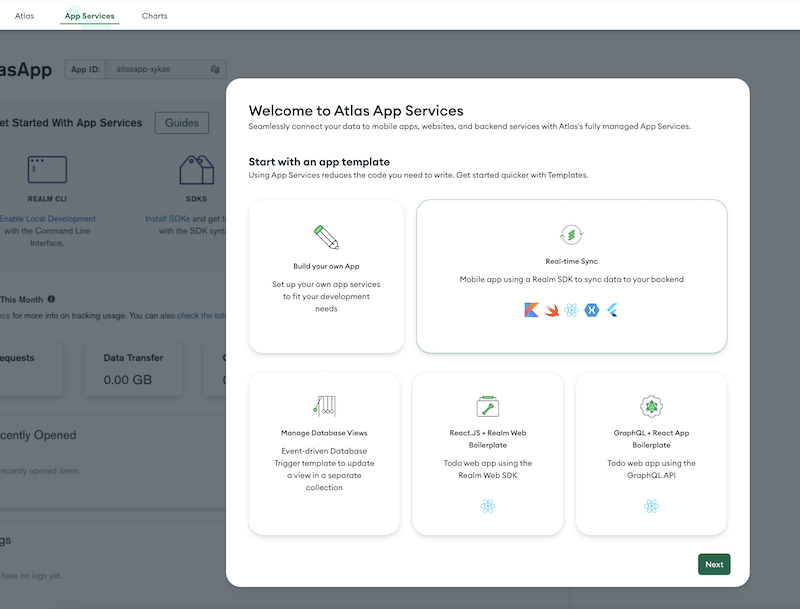 Atlas
App Services
Charts
asApp
App ID:
atlasapp-xykae
et Started With App Services
Guides
REALM CLI
Enable Local Development
with the Command Line
Interface.
SDKS
Install SDKs and get
with the SDK
This Month
for more info on tracking usage. You can also check the
equests
Data Transfer
0.00 GB
cently Opened
recently opened items.
gs
have no logs yet.
Welcome to Atlas App Services
Seamlessly connect your data to mobile apps, websites, and backend services with Atlas's fully managed App Services.
Start with an app template
Using App Services reduces the code you need to write. Get started quicker with Templates.
Build your own App
Set up your own app services
to fit your development
needs
Real-time Sync
Mobile app using a Realm SDK to sync data to your backend
Manage Database Views
Event-driven Database
Trigger template to update
a view in a separate
collection
React.JS + Realm Web
Boilerplate
Todo web app using the
Realm Web SDK
GraphQL + React App
Boilerplate
Todo web app using the
GraphQL API
Next